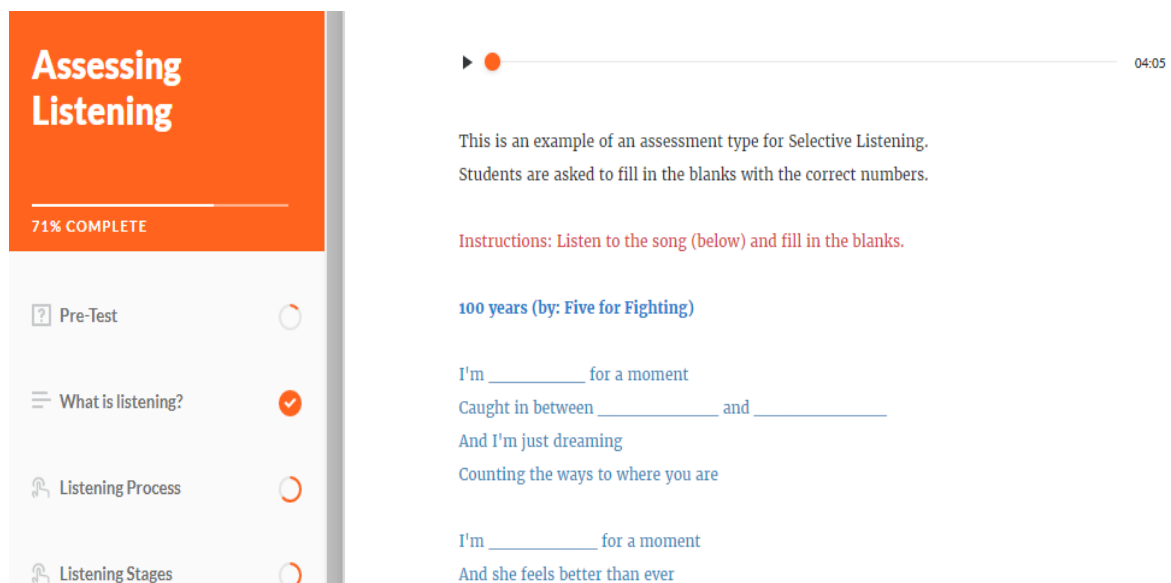 Assessing
Listening
71% COMPLETE
Pre-Test
What is listening?
Listening Process
Listening Stages
04:05
This is an example of an assessment type for Selective Listening.
Students are asked to fill in the blanks with the correct numbers.
Instructions: Listen to the song (below) and fill in the blanks.
100 years (by: Five for Fighting)
I'm __________ for a moment
Caught in between _____________ and ______________
And I'm just dreaming
Counting the ways to where you are
I'm ___________ for a moment
And she feels better than ever